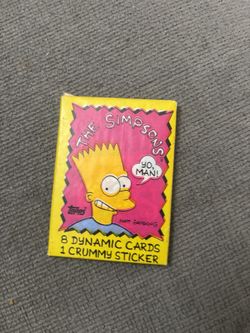 THE SIMPSONS
YO,
MAN!
TOPPS
MATT GROENING
8 DYNAMIC CARDS
1 CRUMMY STICKER